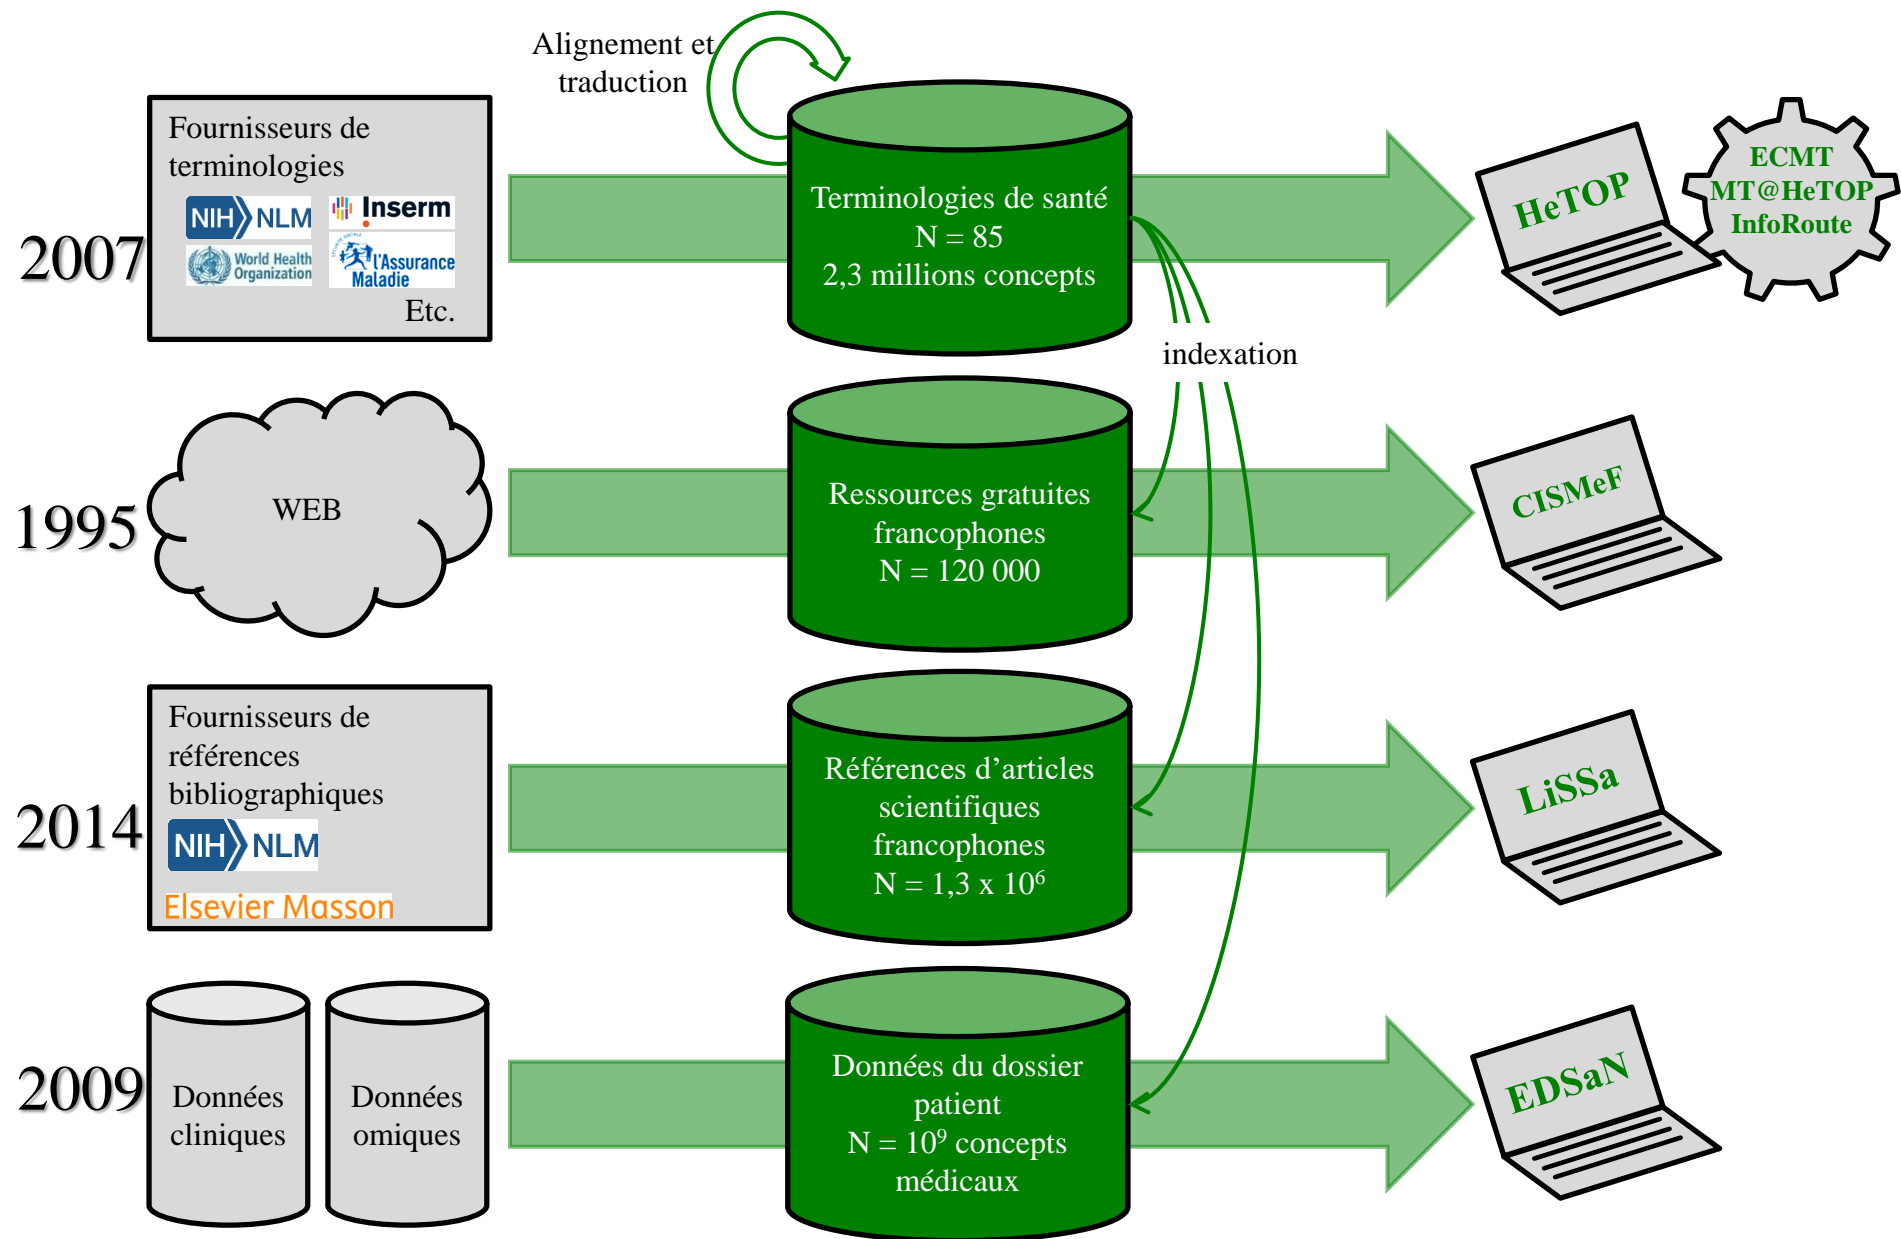 Alignement et
traduction
2007
Fournisseurs de
terminologies
NIH NLM
Inserm
World Health
Organization
SÉCURITÉ SOCIALE
l'Assurance
Maladie
Etc.
Terminologies de santé
N = 85
2,3 millions concepts
HeTOP
ECMT
MT@HeTOP
InfoRoute
indexation
1995
WEB
Ressources gratuites
francophones
N = 120 000
CISMeF
2014
Fournisseurs de
références
bibliographiques
NIH NLM
Elsevier Masson
Références d’articles
scientifiques
francophones
N = 1,3 x 10⁶
LiSSa
2009
Données
cliniques
Données
omiques
Données du dossier
patient
N = 10⁹ concepts
médicaux
EDSaN